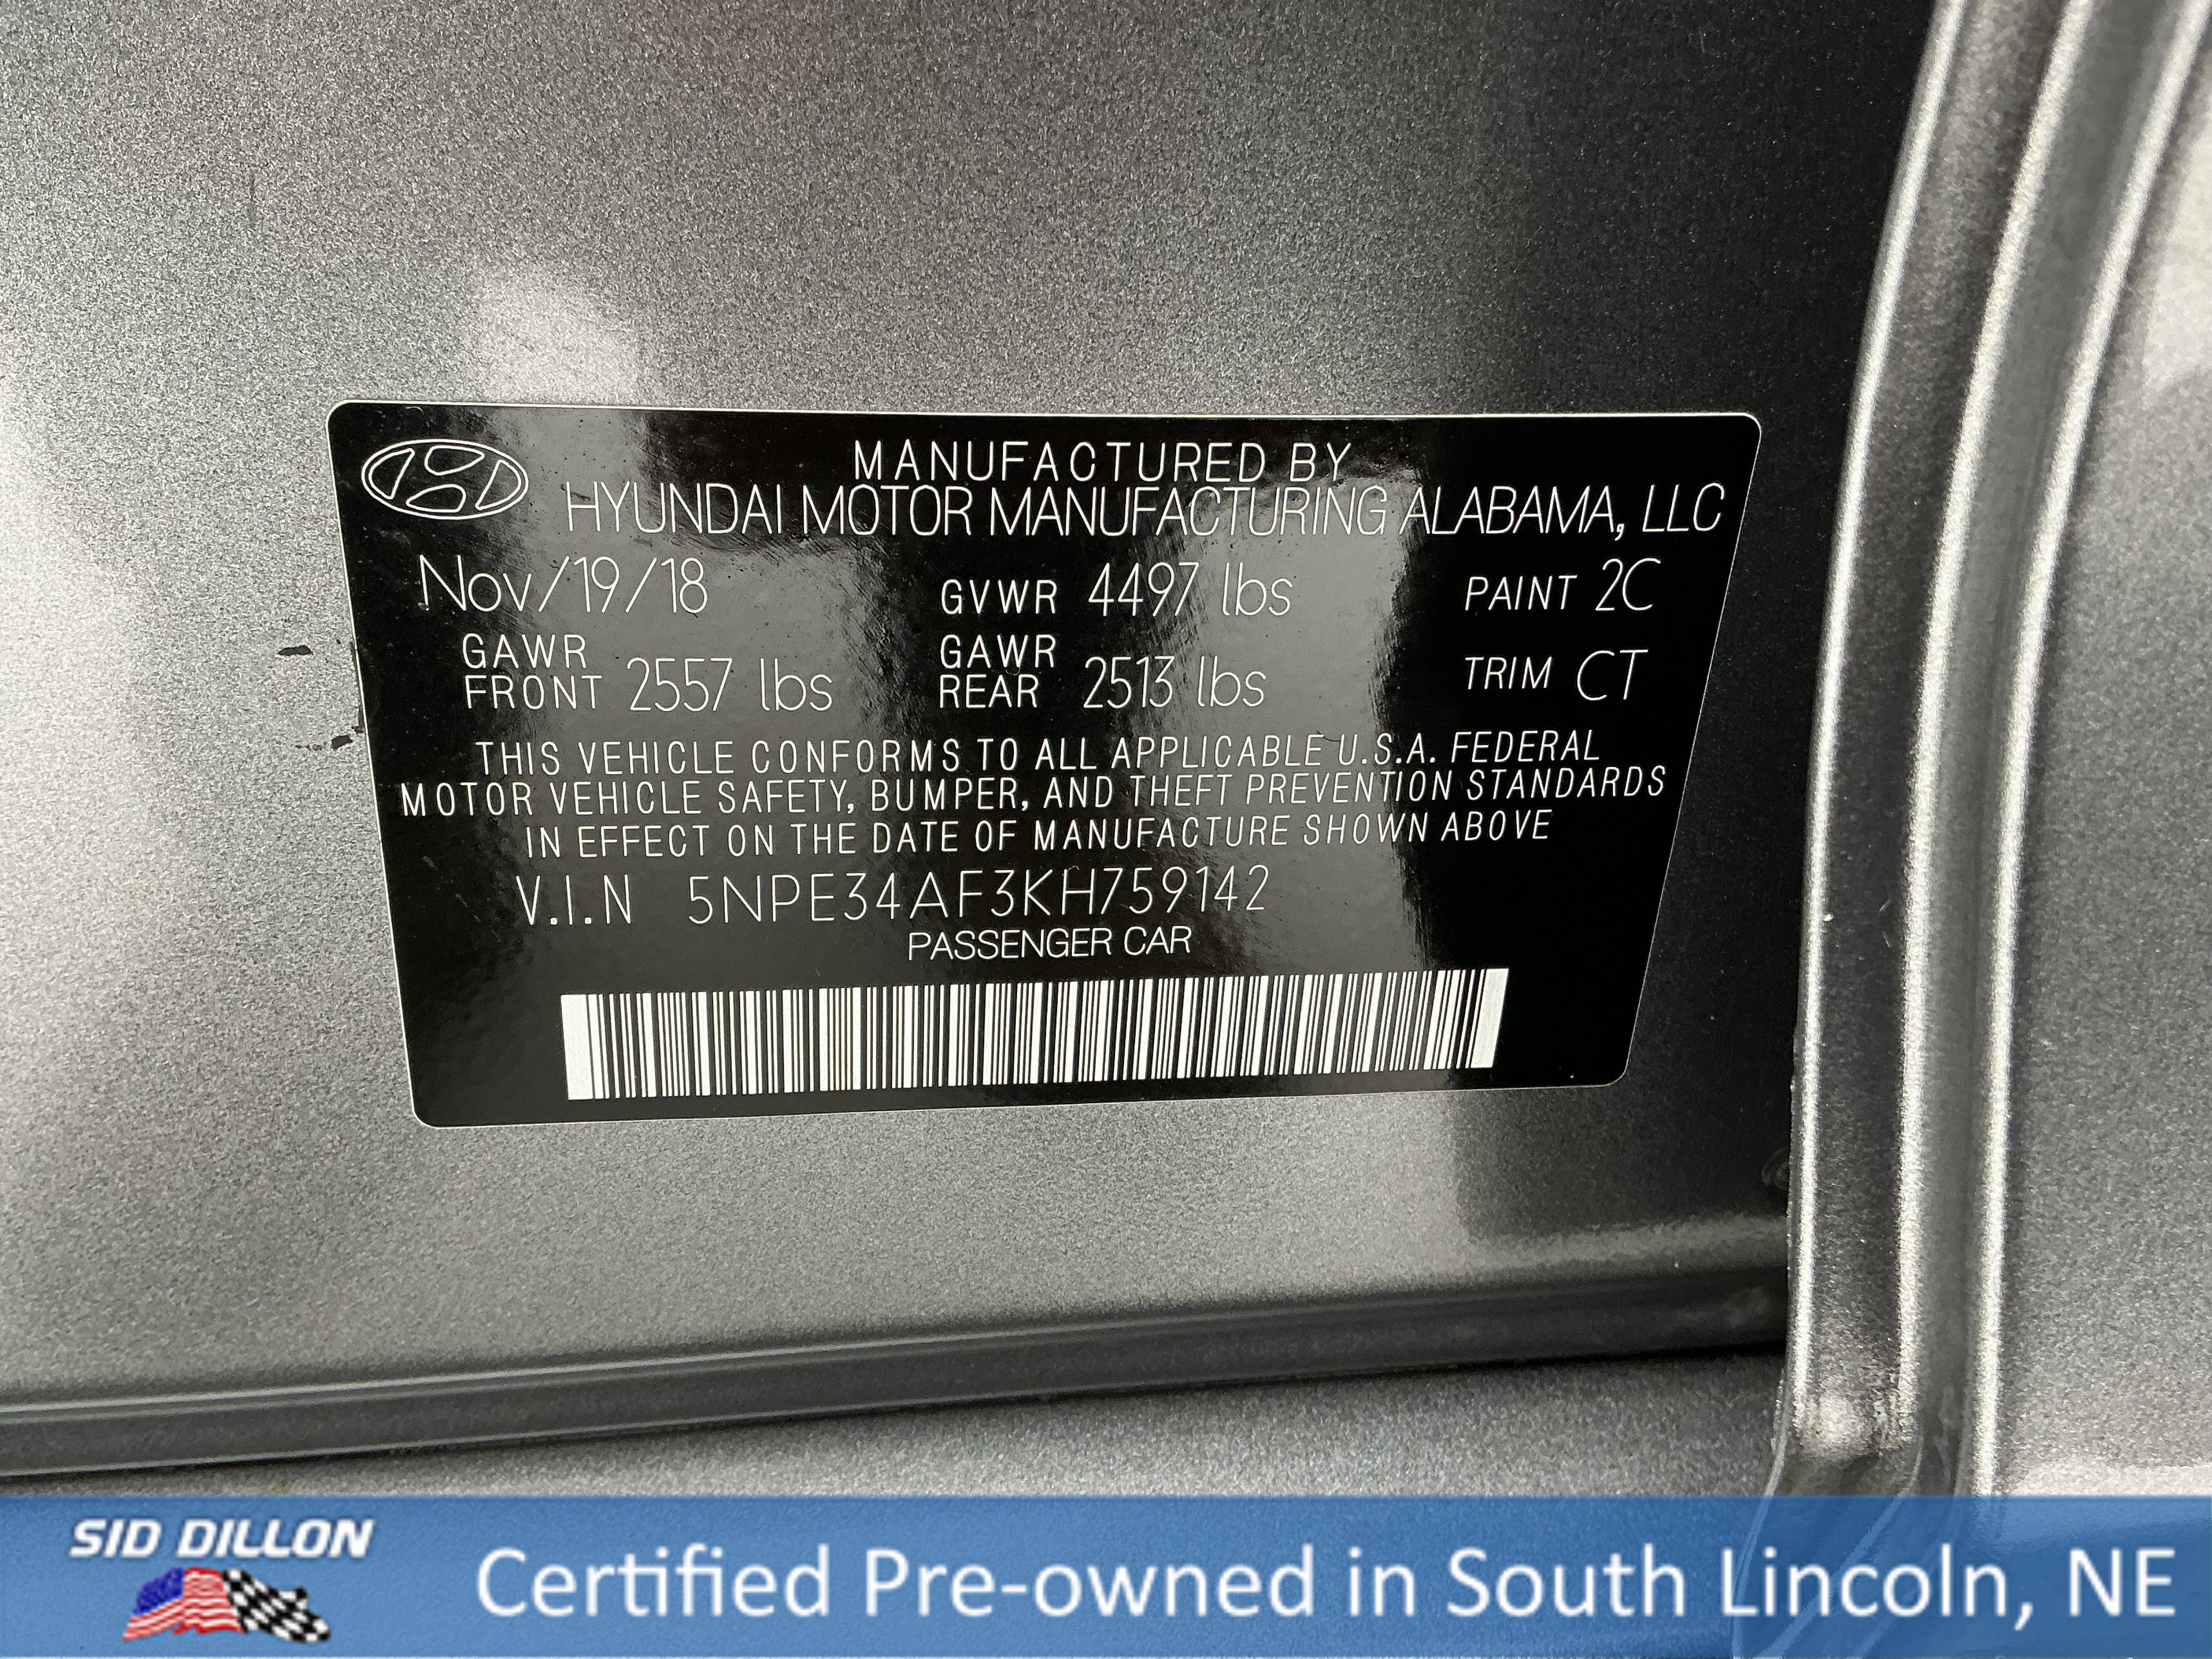 MANUFACTURED BY
HYUNDAI MOTOR MANUFACTURING ALABAMA, LLC
Nov/19/18 GVWR 4497 lbs PAINT 2C
GAWR FRONT 2557 lbs GAWR REAR 2513 lbs TRIM CT
THIS VEHICLE CONFORMS TO ALL APPLICABLE U.S.A. FEDERAL
MOTOR VEHICLE SAFETY, BUMPER, AND THEFT PREVENTION STANDARDS
IN EFFECT ON THE DATE OF MANUFACTURE SHOWN ABOVE
V.I.N 5NPE34AF3KH759142
PASSENGER CAR
SID DILLON
Certified Pre-owned in South Lincoln, NE